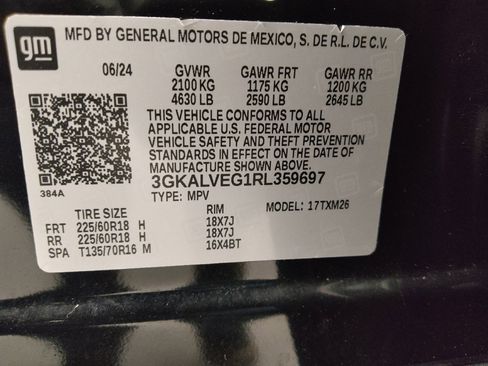 gm
MFD BY GENERAL MOTORS DE MEXICO, S. DE R.L. DE C.V.
06/24 GVWR GAWR FRT GAWR RR
2100 KG 1175 KG 1200 KG
4630 LB 2590 LB 2645 LB
THIS VEHICLE CONFORMS TO ALL
APPLICABLE U.S. FEDERAL MOTOR
VEHICLE SAFETY AND THEFT PREVENTION
STANDARDS IN EFFECT ON THE DATE OF
MANUFACTURE SHOWN ABOVE.
3GKALVEG1RL359697
384A
TYPE: MPV MODEL: 17TXM26
TIRE SIZE RIM
FRT 225/60R18 H 18X7J
RR 225/60R18 H 18X7J
SPA T135/70R16 M 16X4BT